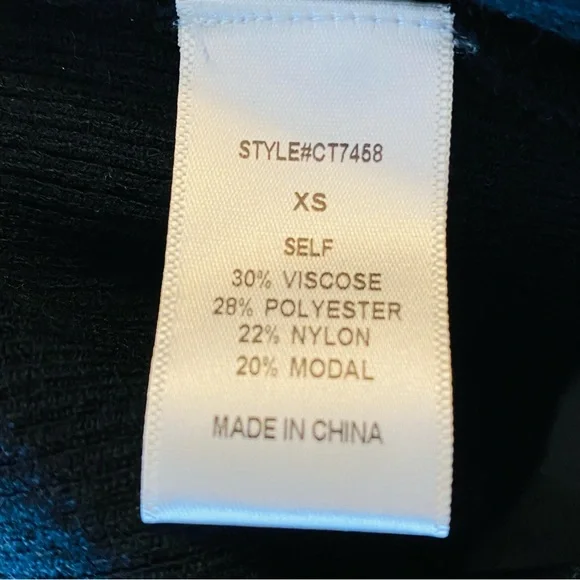 STYLE#CT7458
XS
SELF
30% VISCOSE
28% POLYESTER
22% NYLON
20% MODAL
MADE IN CHINA